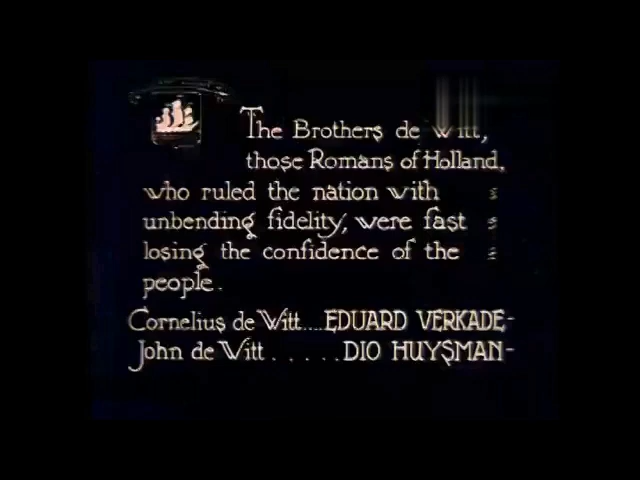 The Brothers de Witt,
those Romans of Holland,
who ruled the nation with
unbending fidelity, were fast
losing the confidence of the
people.
Cornelius de Witt....EDUARD VERKADE-
John de Witt . . . . . DIO HUYSMAN-